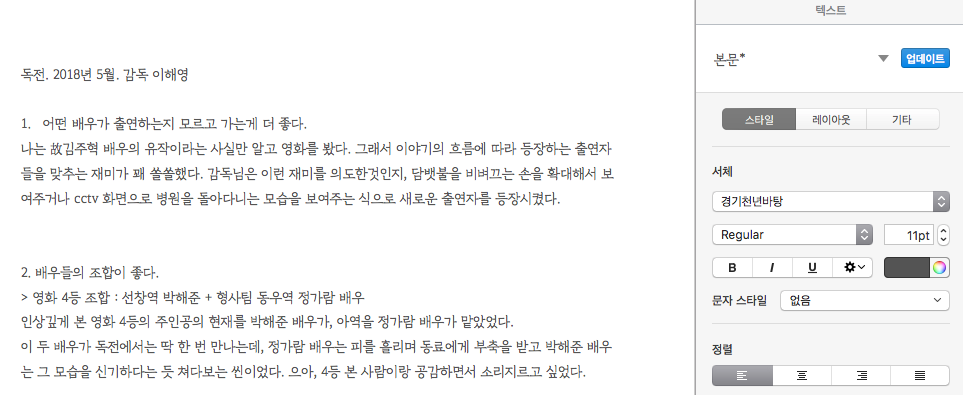 텍스트
본문*
업데이트
독전. 2018년 5월. 감독 이해영
스타일 레이아웃 기타
1. 어떤 배우가 출연하는지 모르고 가는게 더 좋다.
나는 故김주혁 배우의 유작이라는 사실만 알고 영화를 봤다. 그래서 이야기의 흐름에 따라 등장하는 출연자
들을 맞추는 재미가 꽤 쏠쏠했다. 감독님은 이런 재미를 의도한것인지, 담뱃불을 비벼끄는 손을 확대해서 보
여주거나 cctv 화면으로 병원을 돌아다니는 모습을 보여주는 식으로 새로운 출연자를 등장시켰다.
서체
경기천년바탕
Regular
11pt
B I U
2. 배우들의 조합이 좋다.
> 영화 4등 조합 : 선창역 박해준 + 형사팀 동우역 정가람 배우
인상깊게 본 영화 4등의 주인공의 현재를 박해준 배우가, 아역을 정가람 배우가 맡았었다.
이 두 배우가 독전에서는 딱 한 번 만나는데, 정가람 배우는 피를 흘리며 동료에게 부축을 받고 박해준 배우
는 그 모습을 신기하다는 듯 쳐다보는 씬이었다. 으아, 4등 본 사람이랑 공감하면서 소리지르고 싶었다.
문자 스타일
없음
정렬